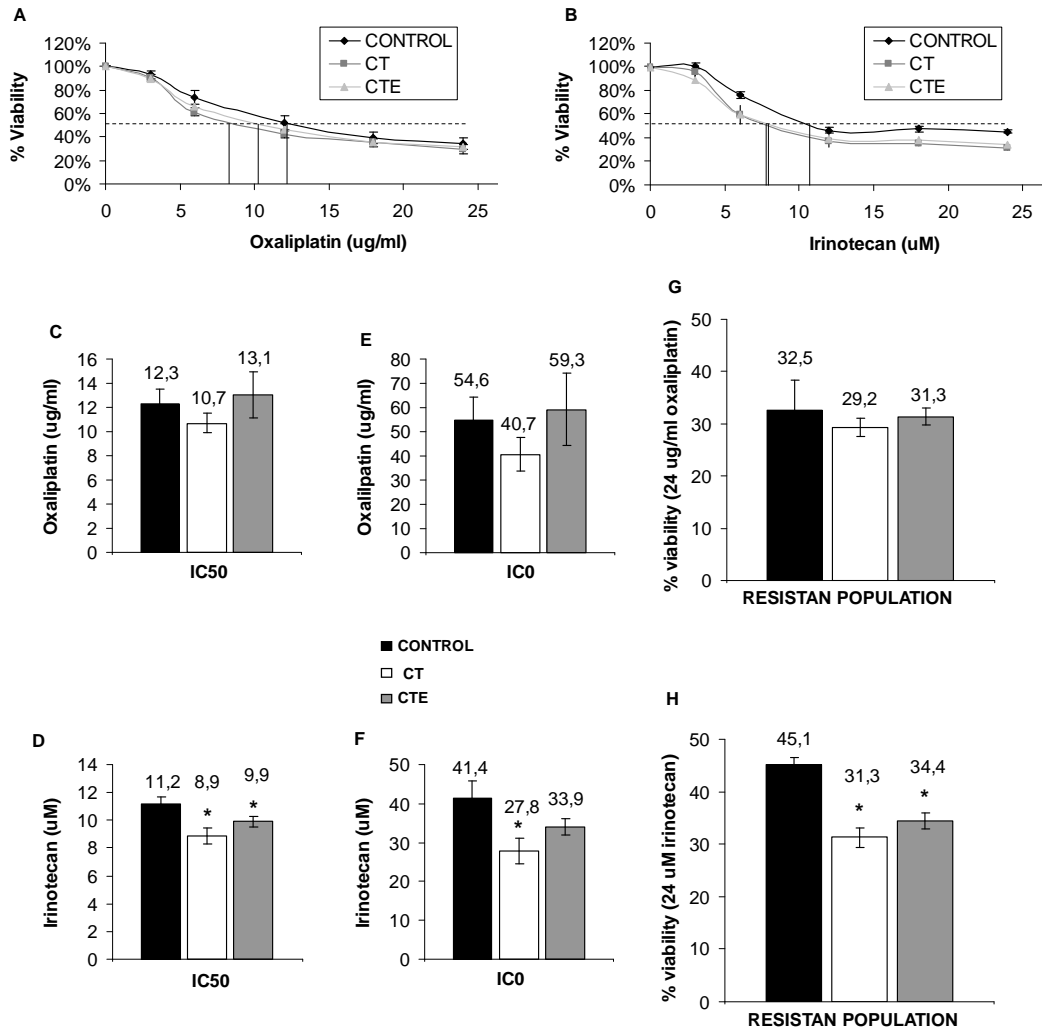 A
120%
100%
80%
60%
40%
20%
0%
% Viability
0 5 10 15 20 25
Oxaliplatin (ug/ml)
CONTROL
CT
CTE
B
120%
100%
80%
60%
40%
20%
0%
% Viability
0 5 10 15 20 25
Irinotecan (uM)
CONTROL
CT
CTE
C
16
14
12
10
8
6
4
2
0
Oxaliplatin (ug/ml)
12,3 10,7 13,1
IC50
E
80
70
60
50
40
30
20
10
0
Oxalilpatin (ug/ml)
54,6 40,7 59,3
IC0
G
50
40
30
20
10
0
% viability (24 ug/ml oxaliplatin)
32,5 29,2 31,3
RESISTAN POPULATION
CONTROL
CT
CTE
D
14
12
10
8
6
4
2
0
Irinotecan (uM)
11,2 8,9 9,9
* *
IC50
F
50
40
30
20
10
0
Irinotecan (uM)
41,4 27,8 33,9
*
IC0
H
50
40
30
20
10
0
% viability (24 uM irinotecan)
45,1 31,3 34,4
* *
RESISTAN POPULATION